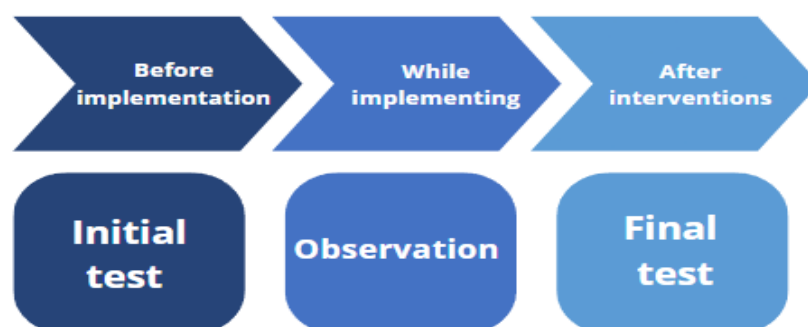 Before
implementation
While
implementing
After
interventions
Initial
test
Observation
Final
test